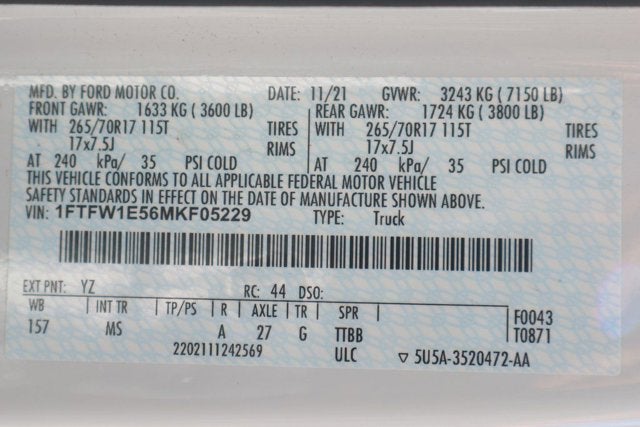 MFD. BY FORD MOTOR CO. DATE: 11/21 GVWR: 3243 KG ( 7150 LB)
FRONT GAWR: 1633 KG ( 3600 LB) REAR GAWR: 1724 KG ( 3800 LB)
WITH 265/70R17 115T TIRES WITH 265/70R17 115T TIRES
17x7.5J RIMS 17x7.5J RIMS
AT 240 kPa/ 35 PSI COLD AT 240 kPa/ 35 PSI COLD
THIS VEHICLE CONFORMS TO ALL APPLICABLE FEDERAL MOTOR VEHICLE
SAFETY STANDARDS IN EFFECT ON THE DATE OF MANUFACTURE SHOWN ABOVE.
VIN: 1FTFW1E56MKF05229 TYPE: Truck
EXT PNT: YZ RC: 44 DSO:
WB INT TR TP/PS R AXLE TR SPR F0043
157 MS A 27 G TTBB T0871
2202111242569 ULC ▽ 5U5A-3520472-AA